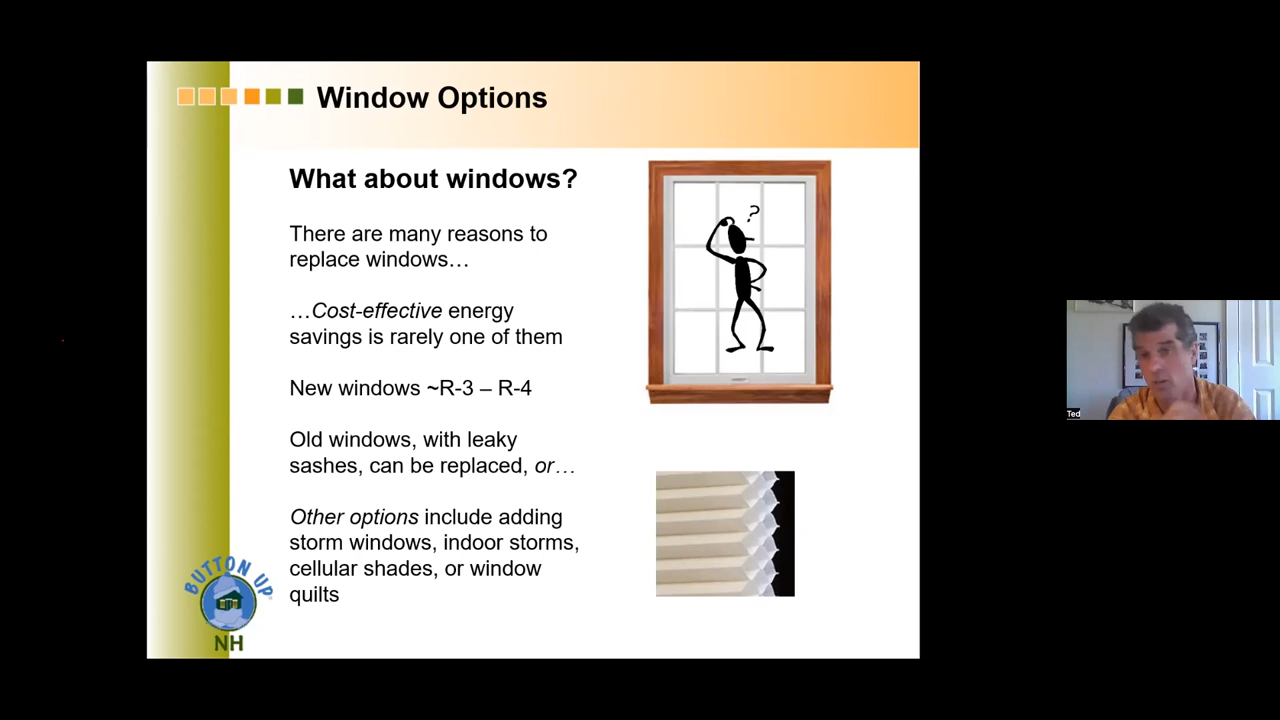 Window Options
What about windows?
There are many reasons to
replace windows…
…Cost-effective energy
savings is rarely one of them
New windows ~R-3 – R-4
Old windows, with leaky
sashes, can be replaced, or…
Other options include adding
storm windows, indoor storms,
cellular shades, or window
quilts
?
BUTTON UP
NH
Ted